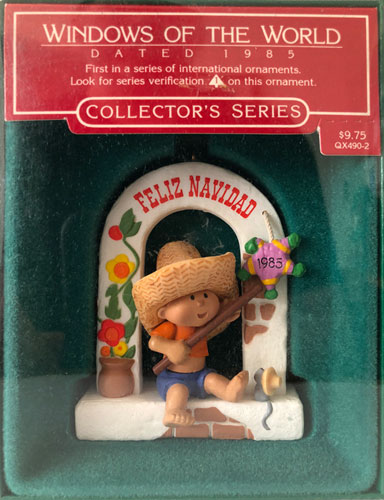 WINDOWS OF THE WORLD
DATED 1985
First in a series of international ornaments.
Look for series verification 1 on this ornament.
COLLECTOR'S SERIES
$9.75
QX490-2
FELIZ NAVIDAD
1985